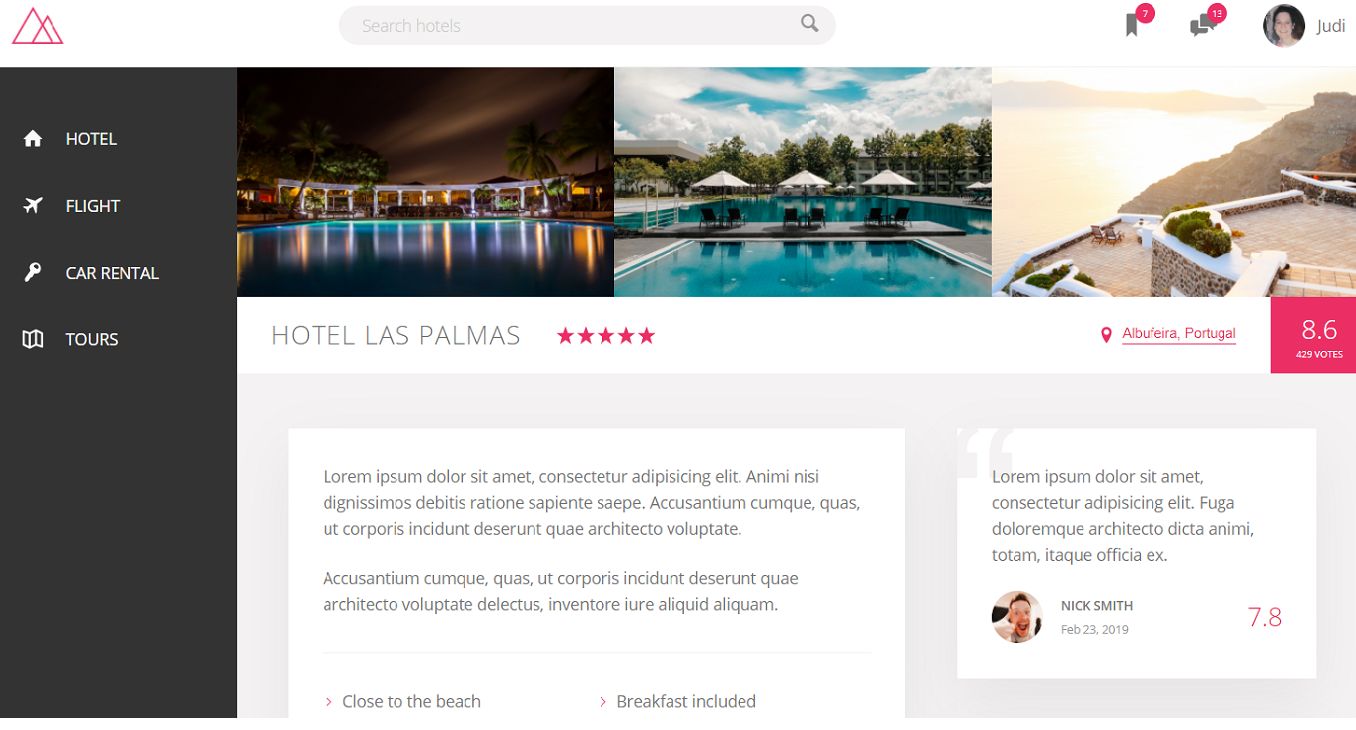 Search hotels
7
13
Judi
HOTEL
FLIGHT
CAR RENTAL
TOURS
HOTEL LAS PALMAS
Albufeira, Portugal
8.6
429 VOTES
Lorem ipsum dolor sit amet, consectetur adipisicing elit. Animi nisi
dignissimos debitis ratione sapiente saepe. Accusantium cumque, quas,
ut corporis incidunt deserunt quae architecto voluptate.
Accusantium cumque, quas, ut corporis incidunt deserunt quae
architecto voluptate delectus, inventore iure aliquid aliquam.
Close to the beach
Breakfast included
“
Lorem ipsum dolor sit amet,
consectetur adipisicing elit. Fuga
doloremque architecto dicta animi,
totam, itaque officia ex.
NICK SMITH
Feb 23, 2019
7.8